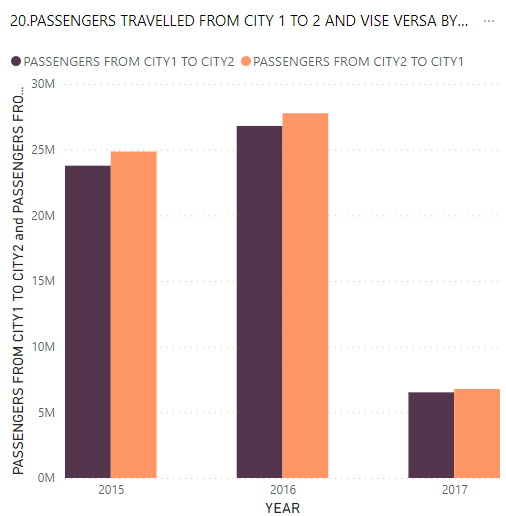 20.PASSENGERS TRAVELLED FROM CITY 1 TO 2 AND VISE VERSA BY...
PASSENGERS FROM CITY1 TO CITY2 PASSENGERS FROM CITY2 TO CITY1
PASSENGERS FROM CITY1 TO CITY2 and PASSENGERS FRO...
30M
25M
20M
15M
10M
5M
0M
2015 2016 2017
YEAR